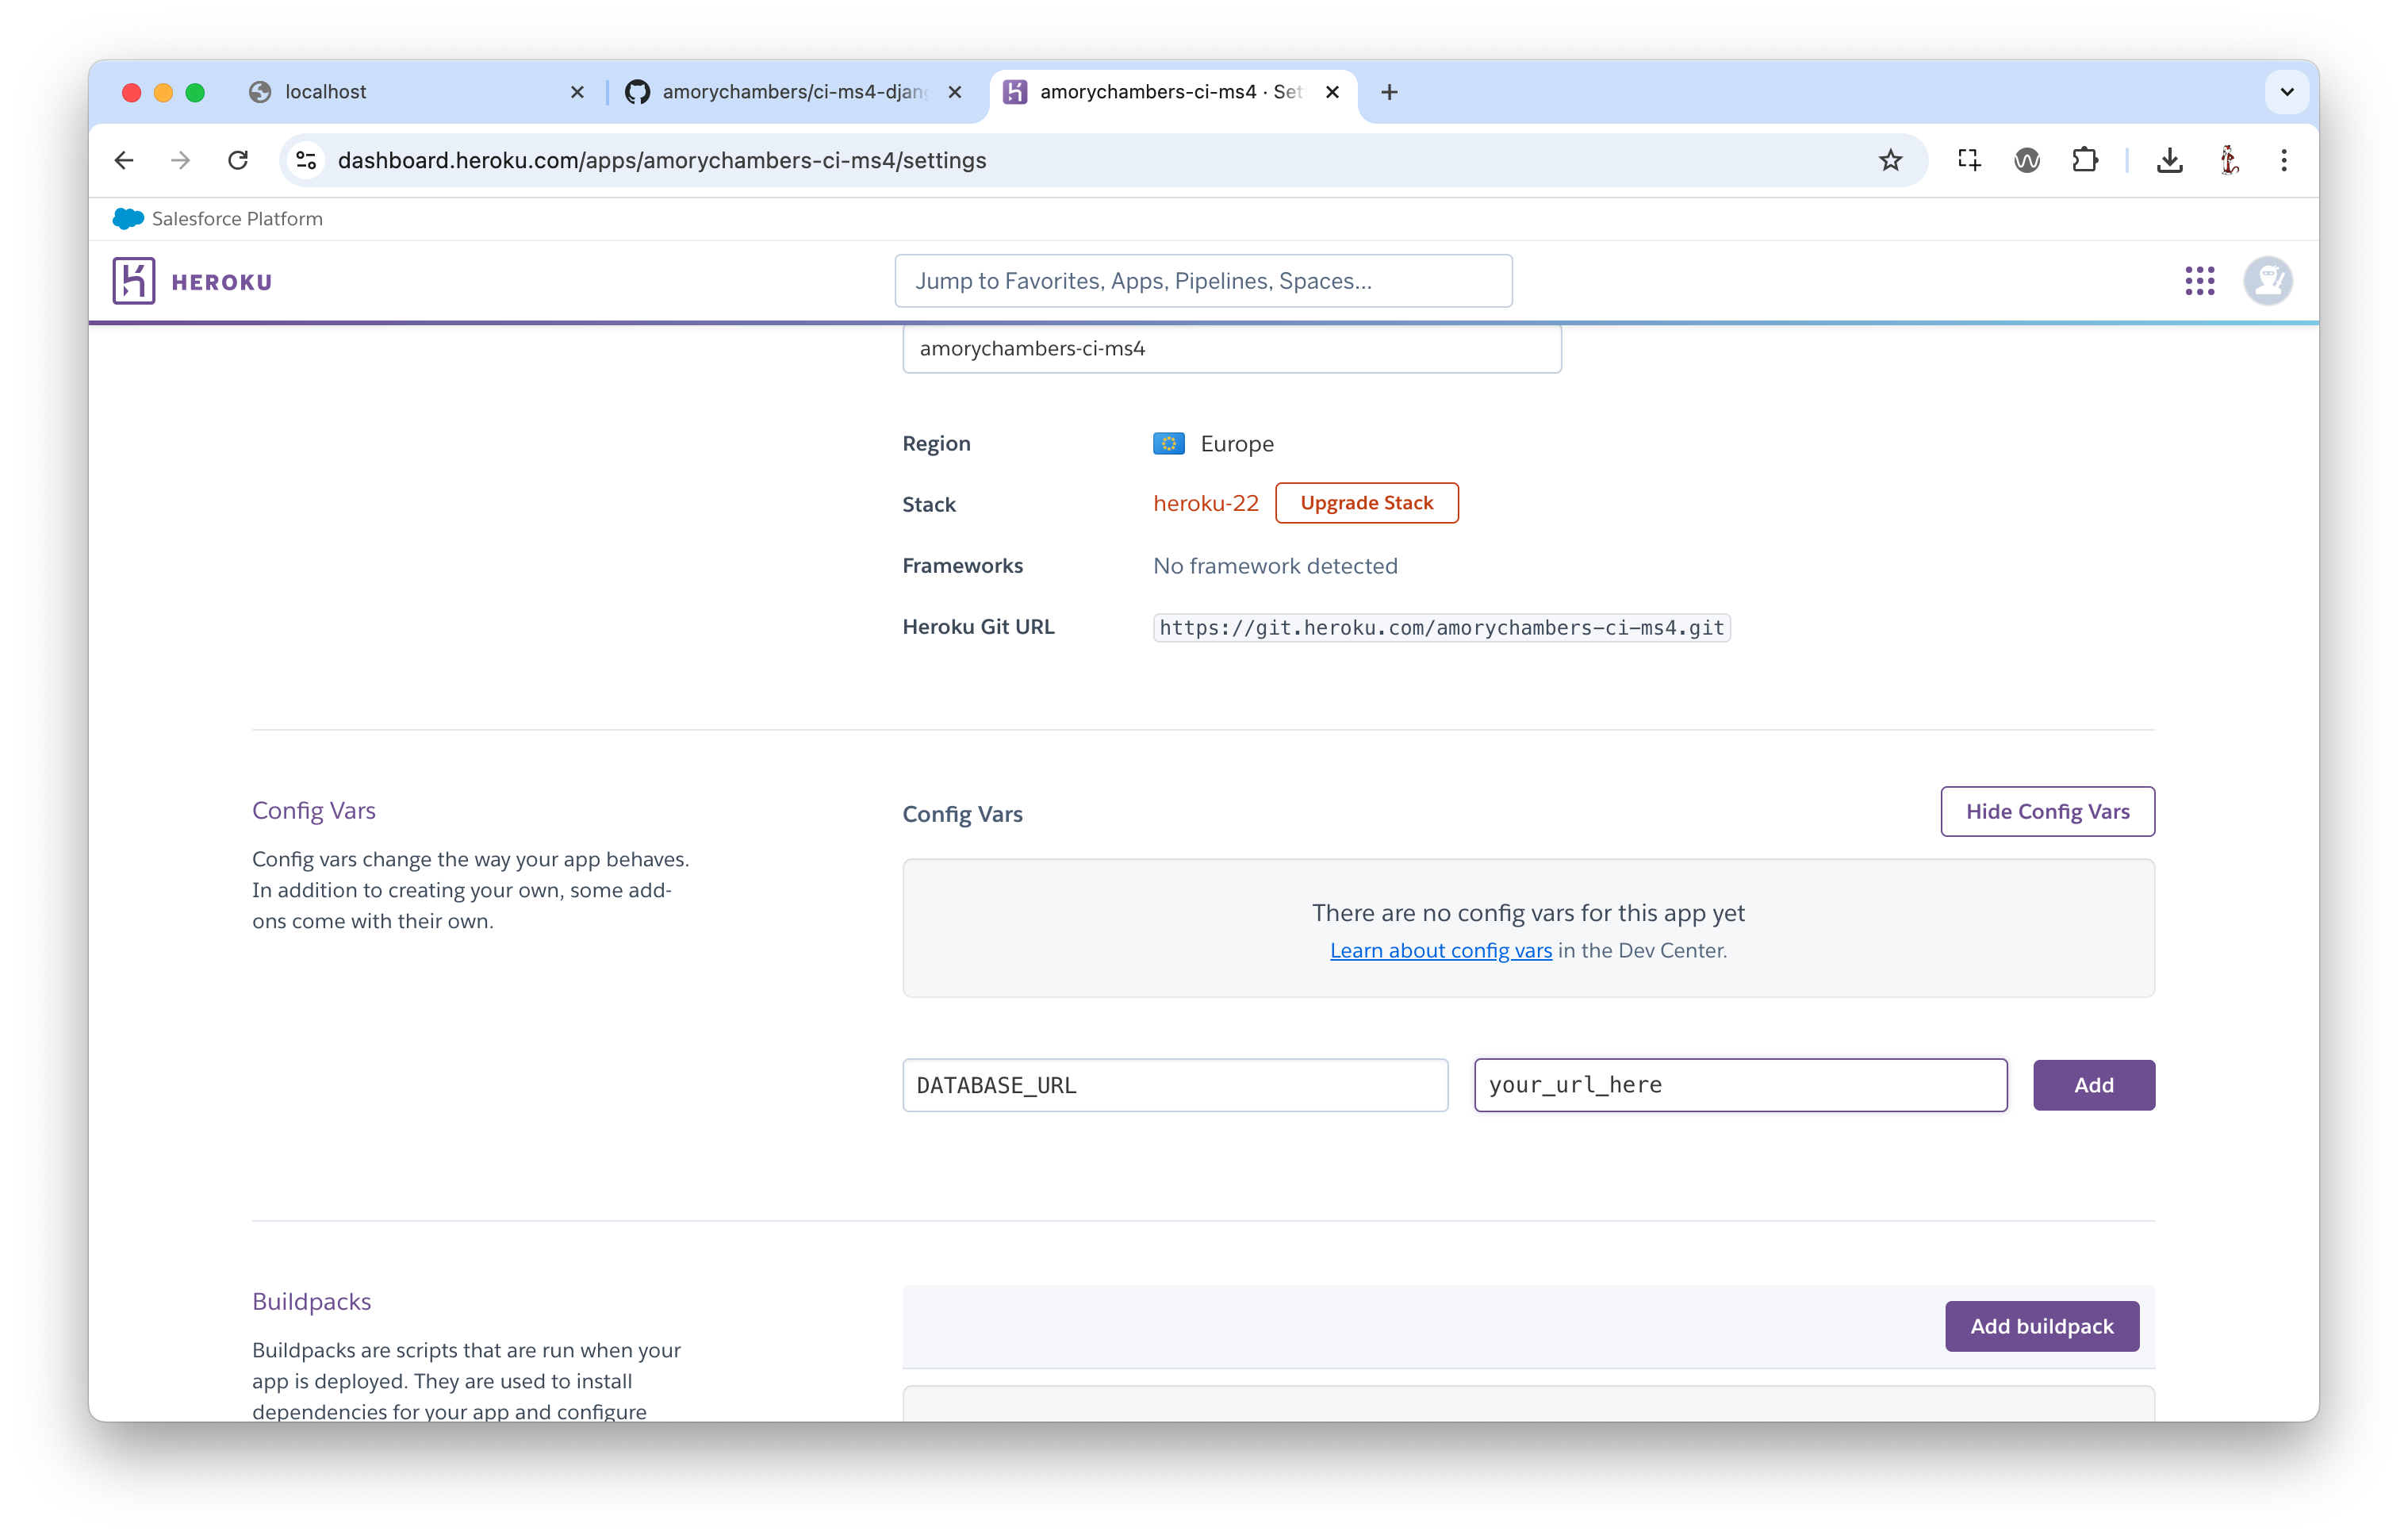 localhost
amorychambers/ci-ms4-djan
amorychambers-ci-ms4 · Set
dashboard.heroku.com/apps/amorychambers-ci-ms4/settings
Salesforce Platform
HEROKU
Jump to Favorites, Apps, Pipelines, Spaces...
amorychambers-ci-ms4
Region
Europe
Stack
heroku-22
Upgrade Stack
Frameworks
No framework detected
Heroku Git URL
https://git.heroku.com/amorychambers-ci-ms4.git
Config Vars
Config vars change the way your app behaves.
In addition to creating your own, some add-
ons come with their own.
Config Vars
Hide Config Vars
There are no config vars for this app yet
Learn about config vars in the Dev Center.
DATABASE_URL
your_url_here
Add
Buildpacks
Buildpacks are scripts that are run when your
app is deployed. They are used to install
dependencies for your app and configure
Add buildpack